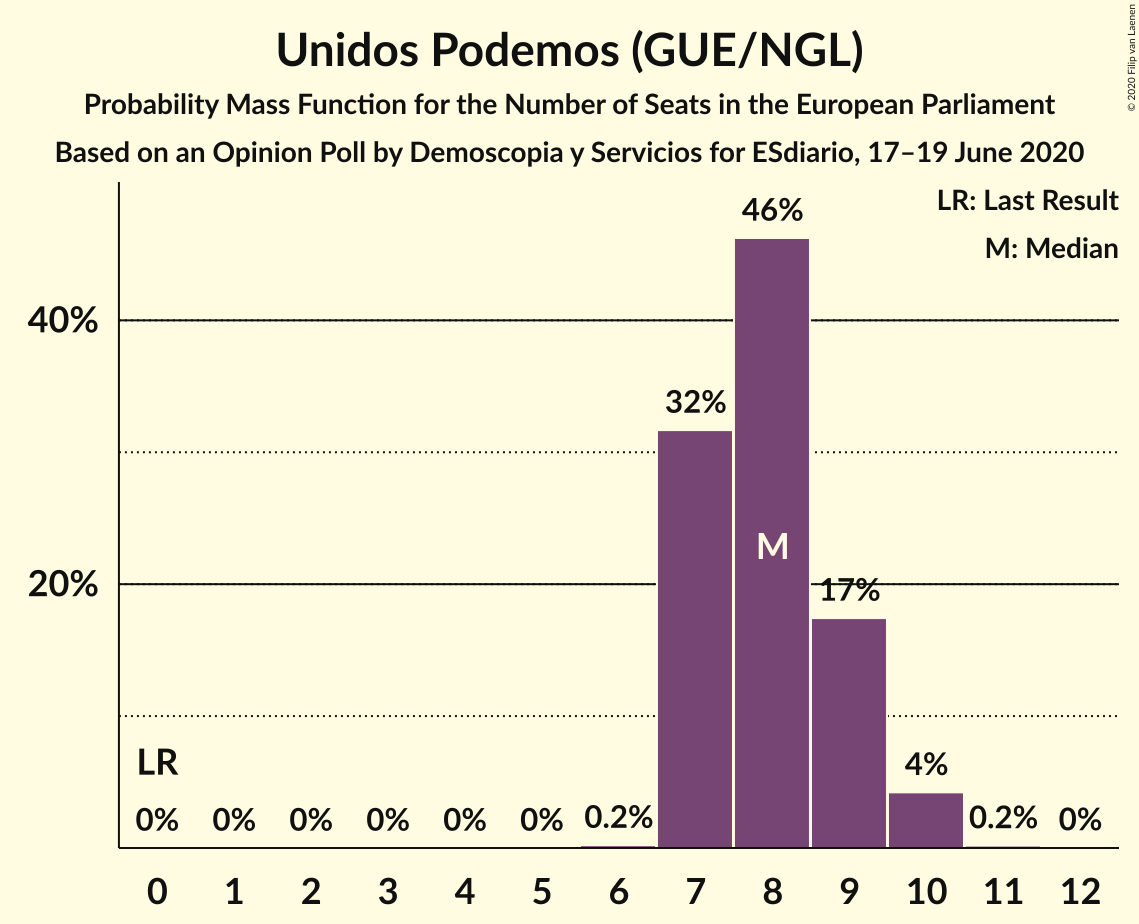 Unidos Podemos (GUE/NGL)
Probability Mass Function for the Number of Seats in the European Parliament
Based on an Opinion Poll by Demoscopia y Servicios for ESdiario, 17–19 June 2020
© 2020 Filip van Laenen
LR: Last Result
M: Median
46%
40%
32%
M
20%
17%
LR
4%
0% 0% 0% 0% 0% 0% 0.2% 0.2% 0%
0 1 2 3 4 5 6 7 8 9 10 11 12